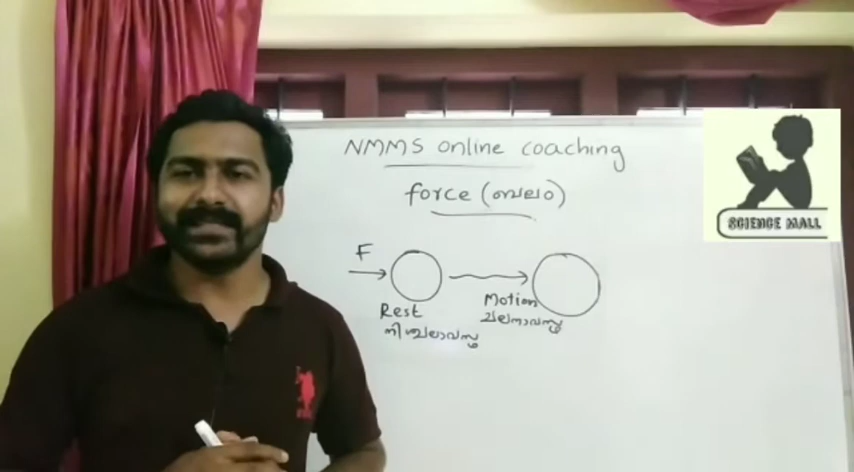 NMMS online coaching
force (ബലം)
F
Rest
നിശ്ചലാവസ്ഥ
Motion
ചലനാവസ്ഥ
SCIENCE MALL